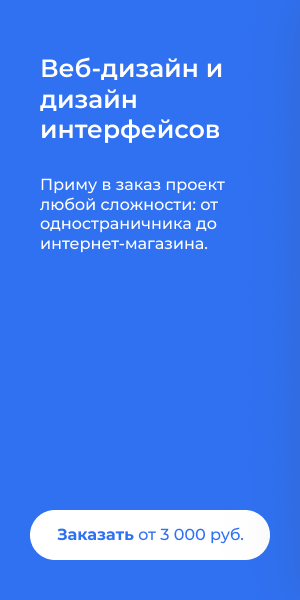 Веб-дизайн и
дизайн
интерфейсов
Приму в заказ проект
любой сложности: от
одностраничника до
интернет-магазина.
Заказать от 3 000 руб.